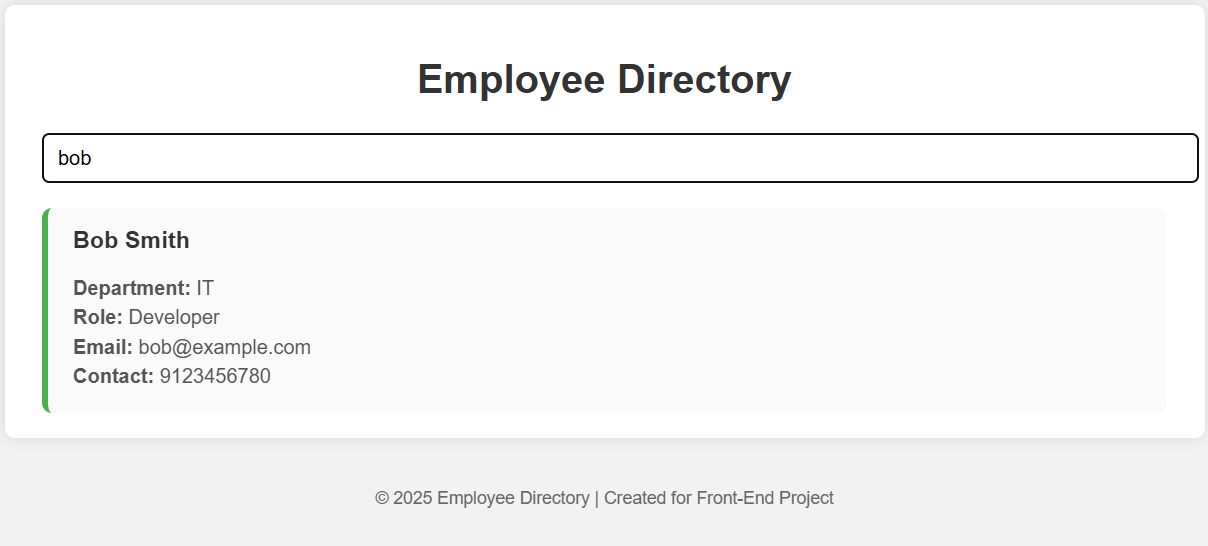 Employee Directory
bob
Bob Smith
Department: IT
Role: Developer
Email: bob@example.com
Contact: 9123456780
© 2025 Employee Directory | Created for Front-End Project